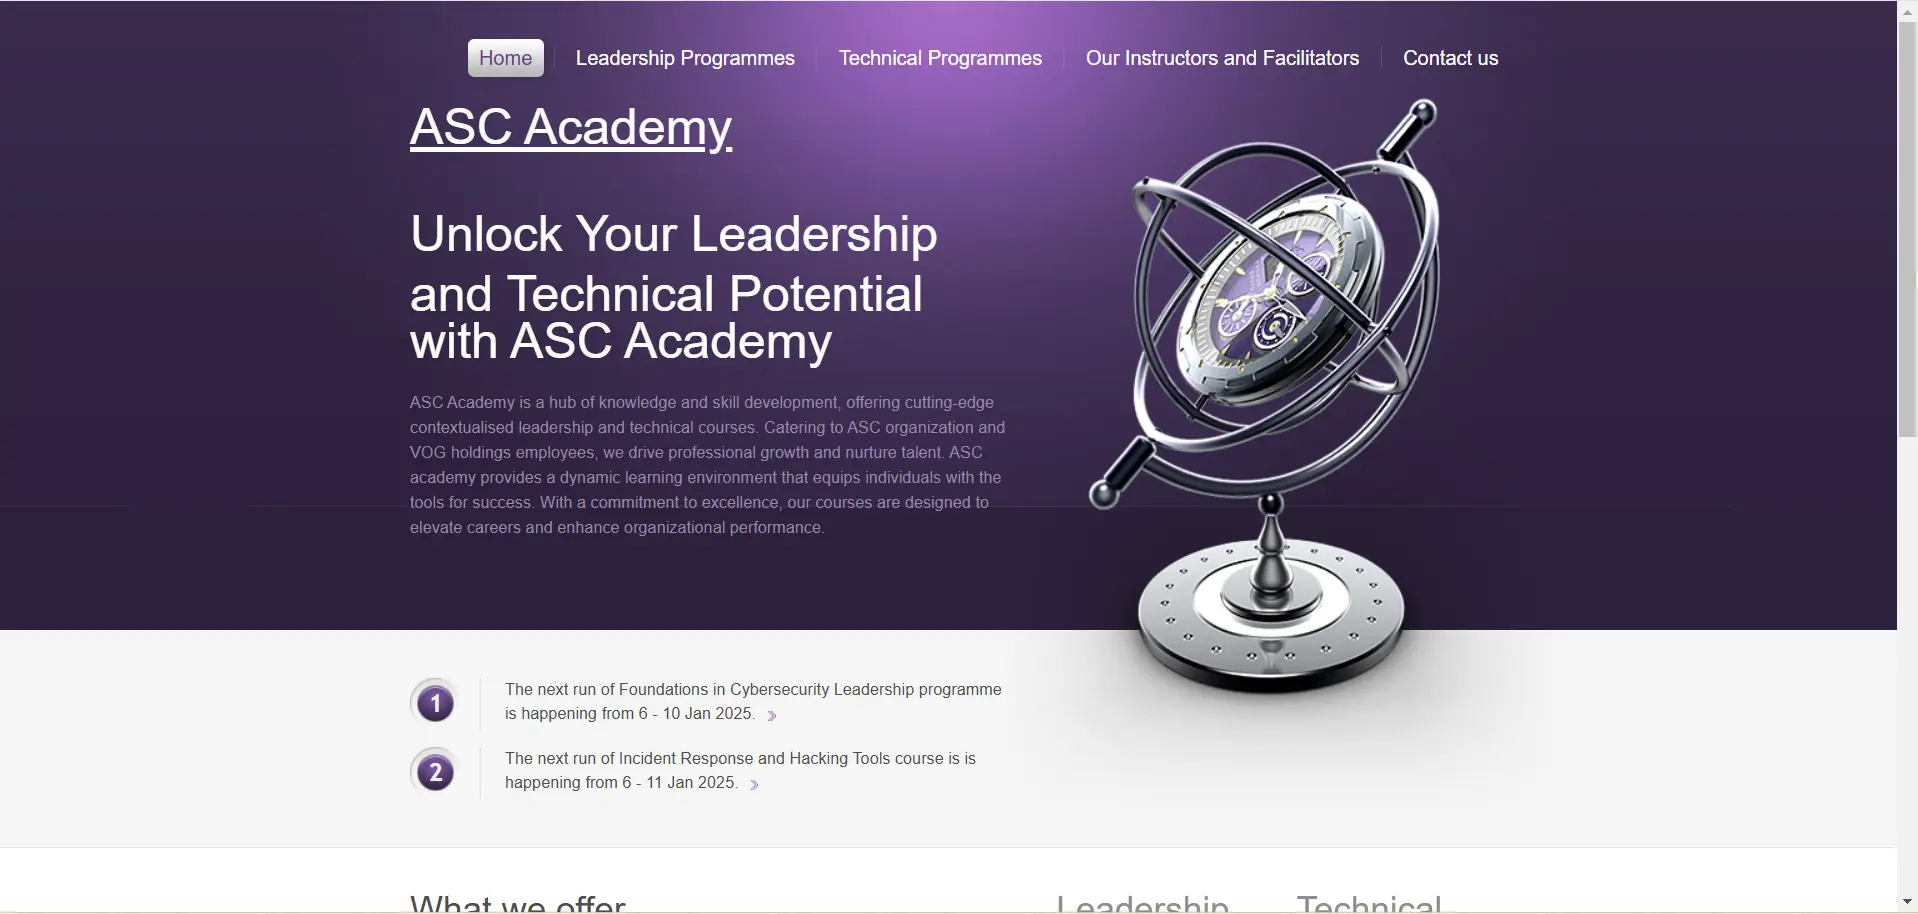 Home
Leadership Programmes
Technical Programmes
Our Instructors and Facilitators
Contact us
ASC Academy
Unlock Your Leadership
and Technical Potential
with ASC Academy
ASC Academy is a hub of knowledge and skill development, offering cutting-edge
contextualised leadership and technical courses. Catering to ASC organization and
VOG holdings employees, we drive professional growth and nurture talent. ASC
academy provides a dynamic learning environment that equips individuals with the
tools for success. With a commitment to excellence, our courses are designed to
elevate careers and enhance organizational performance.
1
The next run of Foundations in Cybersecurity Leadership programme
is happening from 6 - 10 Jan 2025.
2
The next run of Incident Response and Hacking Tools course is is
happening from 6 - 11 Jan 2025.
What we offer
Leadership
Technical